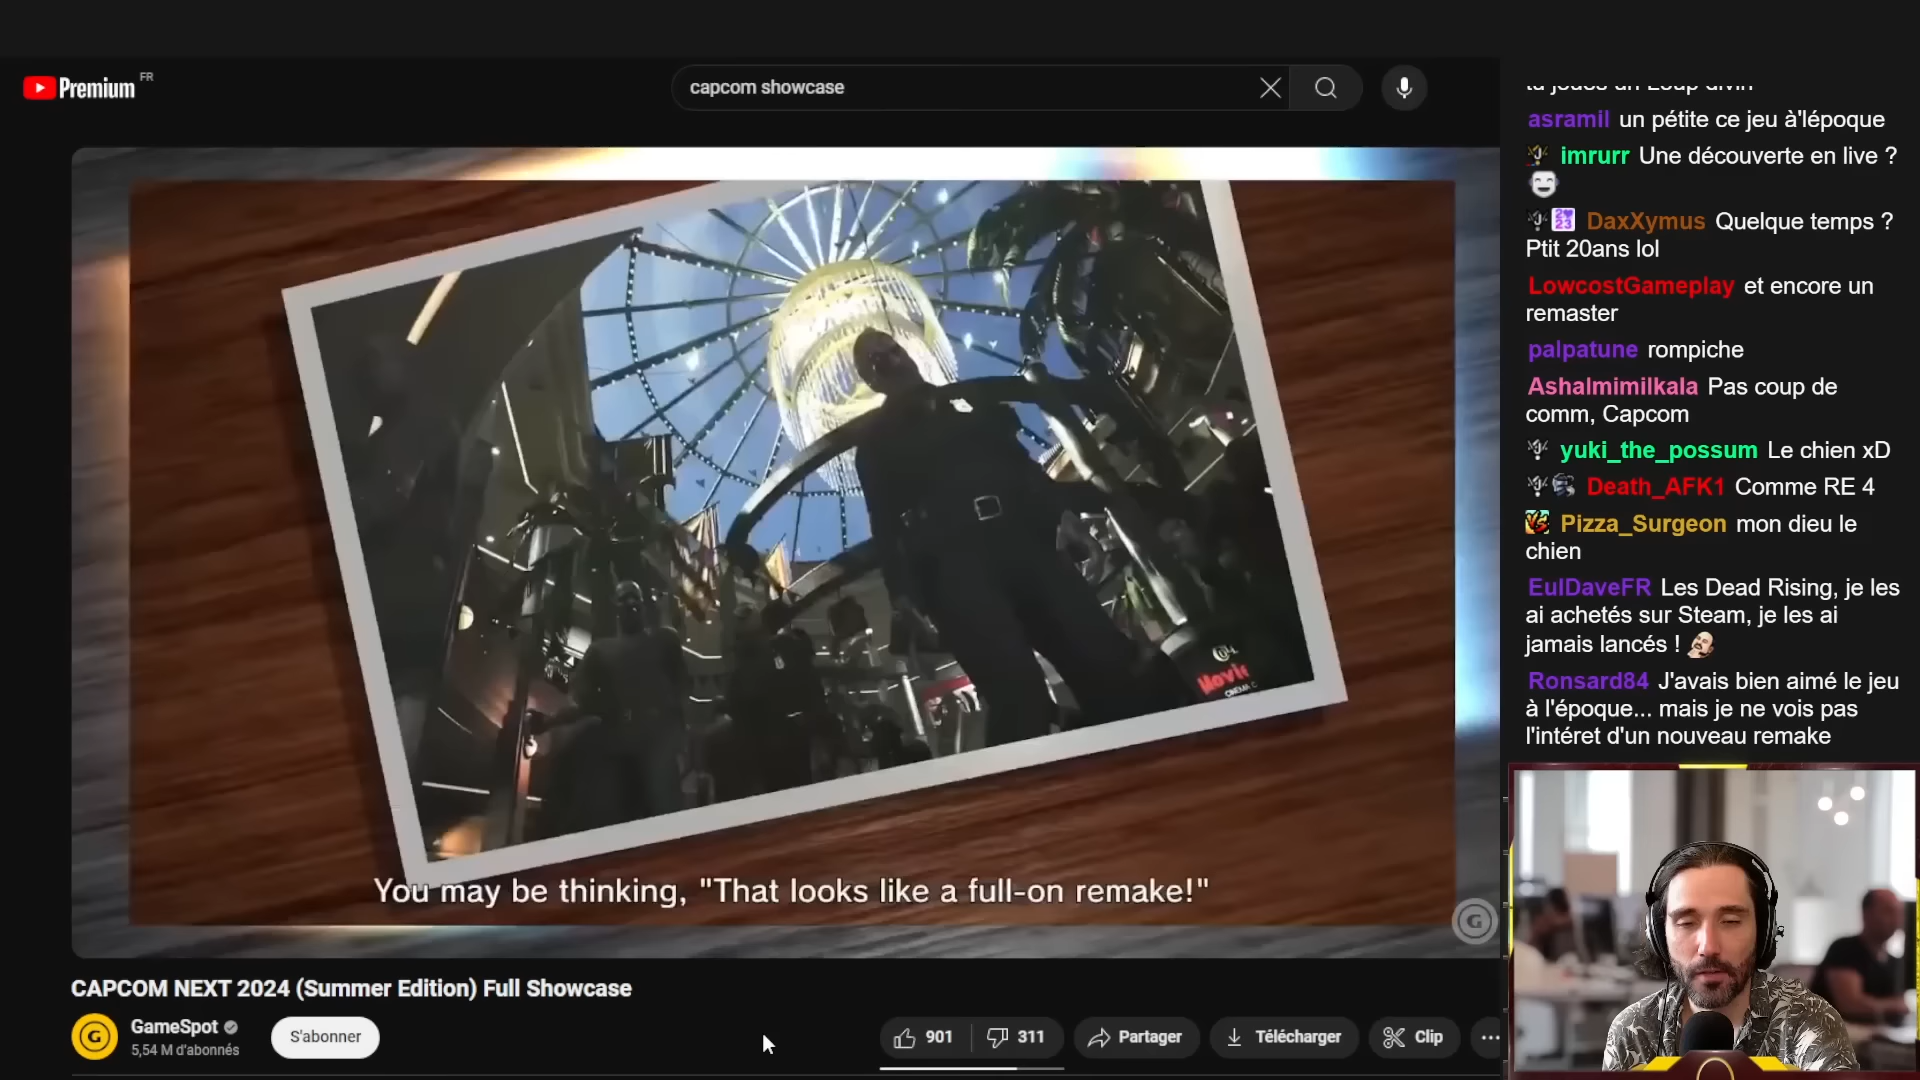 Premium FR
capcom showcase
You may be thinking, "That looks like a full-on remake!"
CAPCOM NEXT 2024 (Summer Edition) Full Showcase
GameSpot
5,54 M d'abonnés
S'abonner
901
311
Partager
Télécharger
Clip
asramil un pétite ce jeu à'lépoque
imrurr Une découverte en live ?
DaxXymus Quelque temps ?
Ptit 20ans lol
LowcostGameplay et encore un
remaster
palpatune rompiche
Ashalmimilkala Pas coup de
comm, Capcom
yuki_the_possum Le chien xD
Death_AFK1 Comme RE 4
Pizza_Surgeon mon dieu le
chien
EulDaveFR Les Dead Rising, je les
ai achetés sur Steam, je les ai
jamais lancés !
Ronsard84 J'avais bien aimé le jeu
à l'époque... mais je ne vois pas
l'intéret d'un nouveau remake